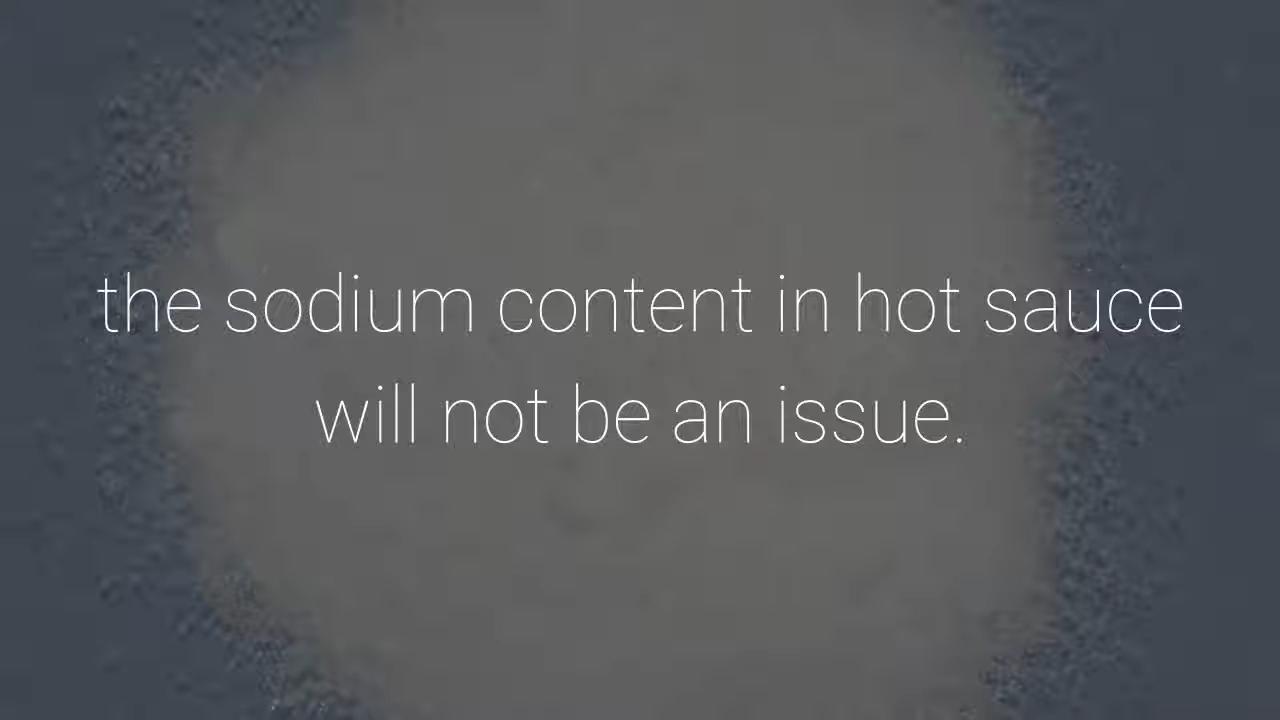 the sodium content in hot sauce
will not be an issue.